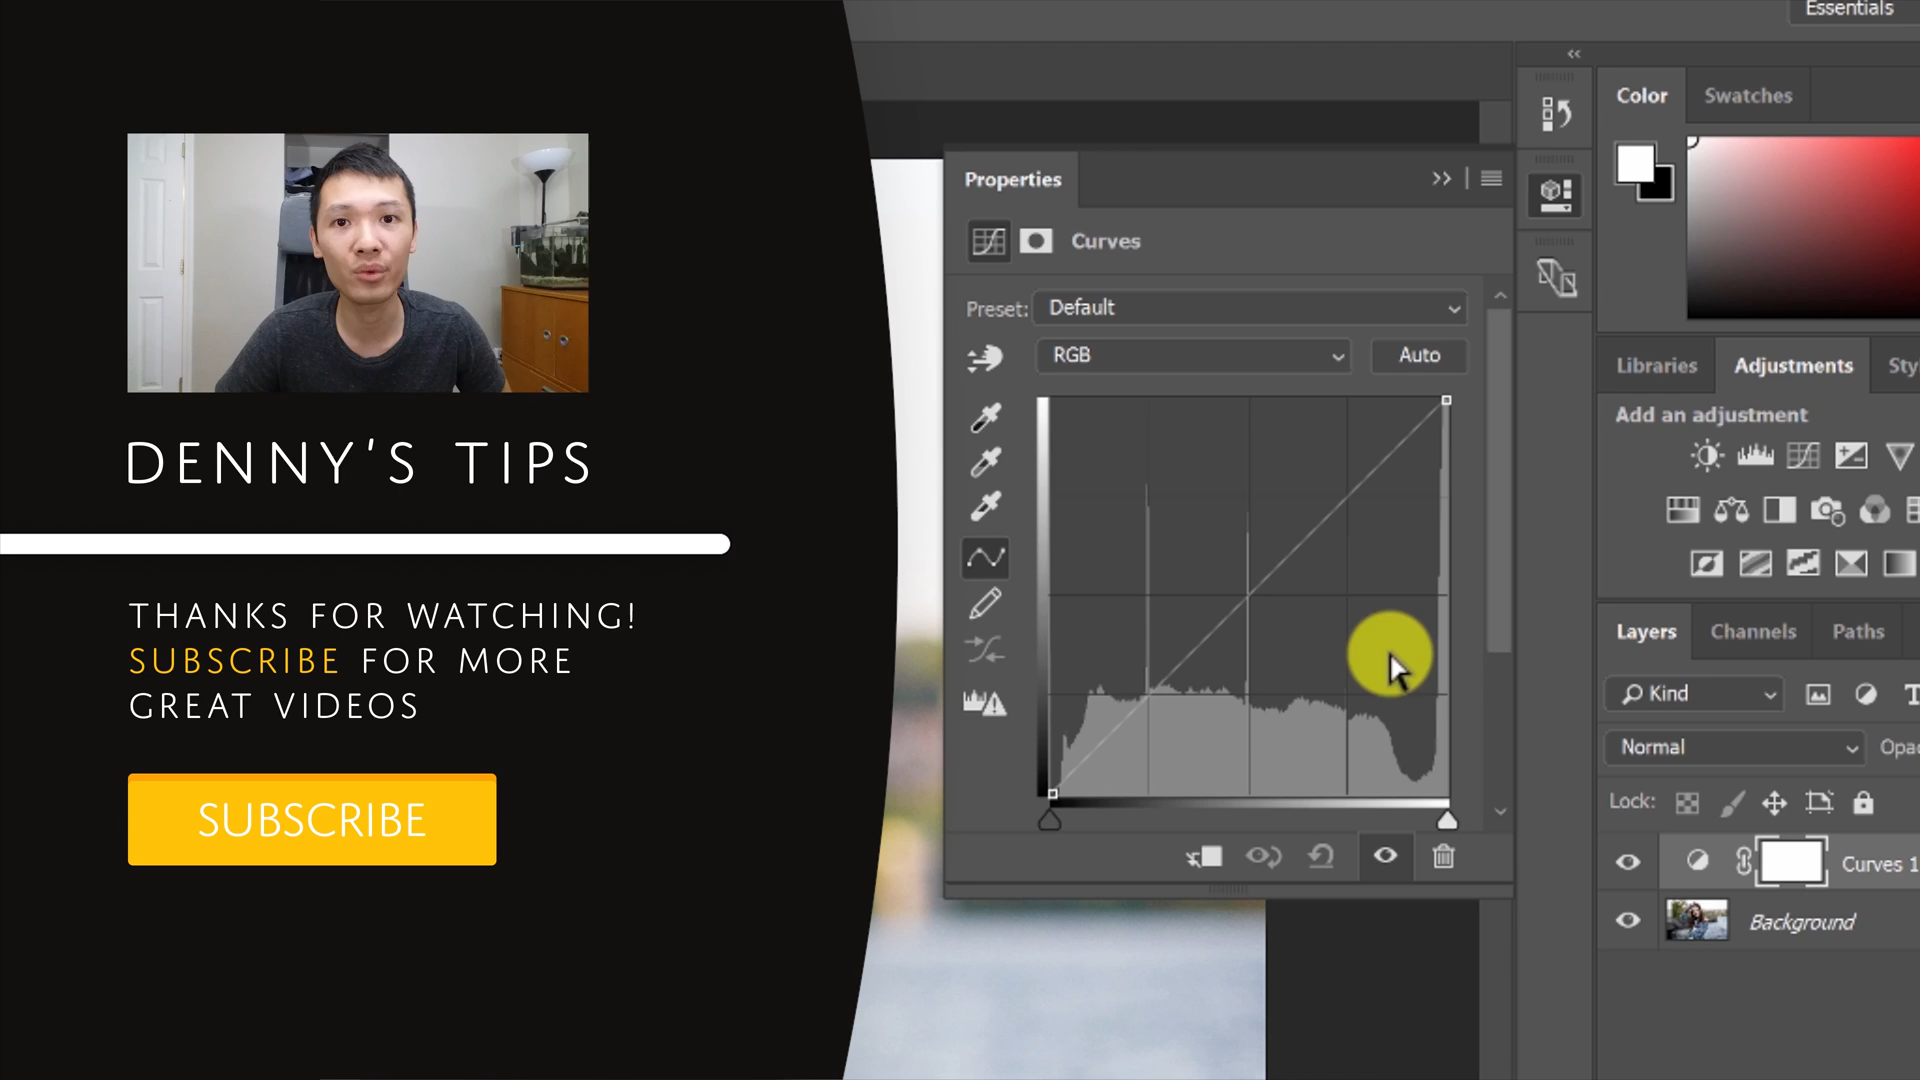 DENNY'S TIPS
THANKS FOR WATCHING!
SUBSCRIBE FOR MORE
GREAT VIDEOS
SUBSCRIBE
Essentials
Properties
Curves
Preset: Default
RGB
Auto
Color Swatches
Libraries Adjustments Sty
Add an adjustment
Layers Channels Paths
Kind
Normal
Opac
Lock:
Curves 1
Background